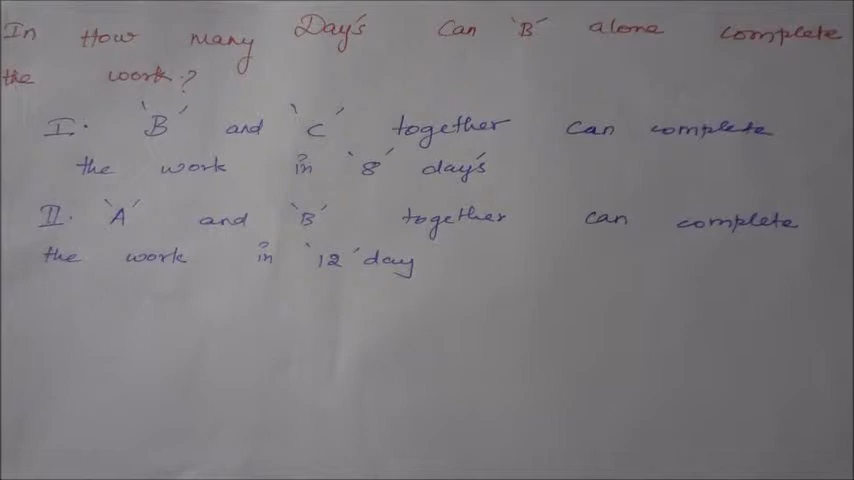 In How many Day's Can 'B' alone complete
the work?
I. 'B' and 'C' together can complete
the work in '8' day's
II. 'A' and 'B' together can complete
the work in '12' day